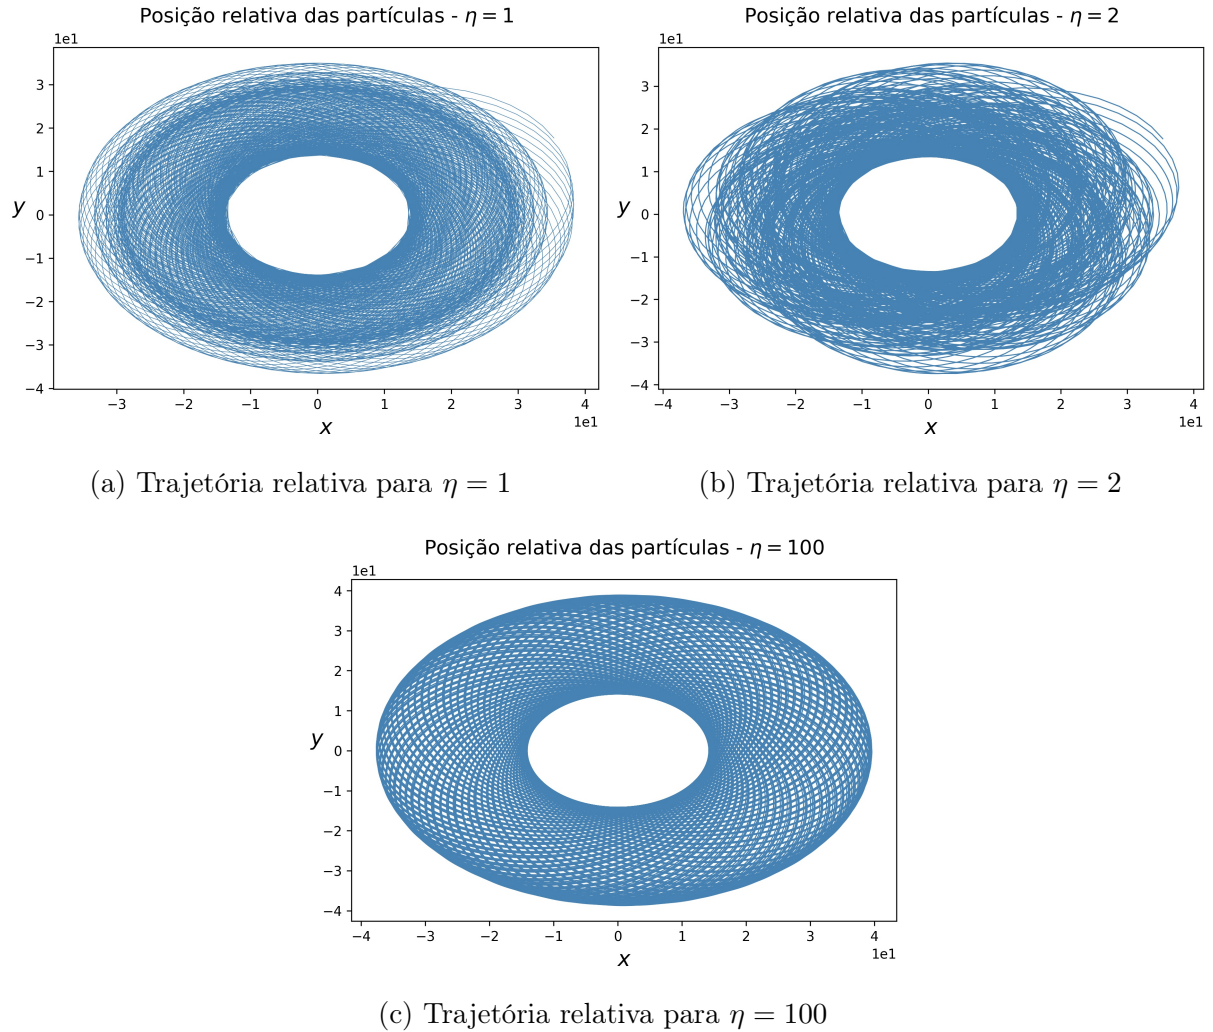 Posição relativa das partículas - η = 1
1e1
3
2
1
0
−1
−2
−3
−4
y
−3
−2
−1
0
1
2
3
4
1e1
x
(a) Trajetória relativa para η = 1
Posição relativa das partículas - η = 2
1e1
3
2
1
0
−1
−2
−3
−4
y
−4
−3
−2
−1
0
1
2
3
4
1e1
x
(b) Trajetória relativa para η = 2
Posição relativa das partículas - η = 100
1e1
4
3
2
1
0
−1
−2
−3
−4
y
−4
−3
−2
−1
0
1
2
3
4
1e1
x
(c) Trajetória relativa para η = 100